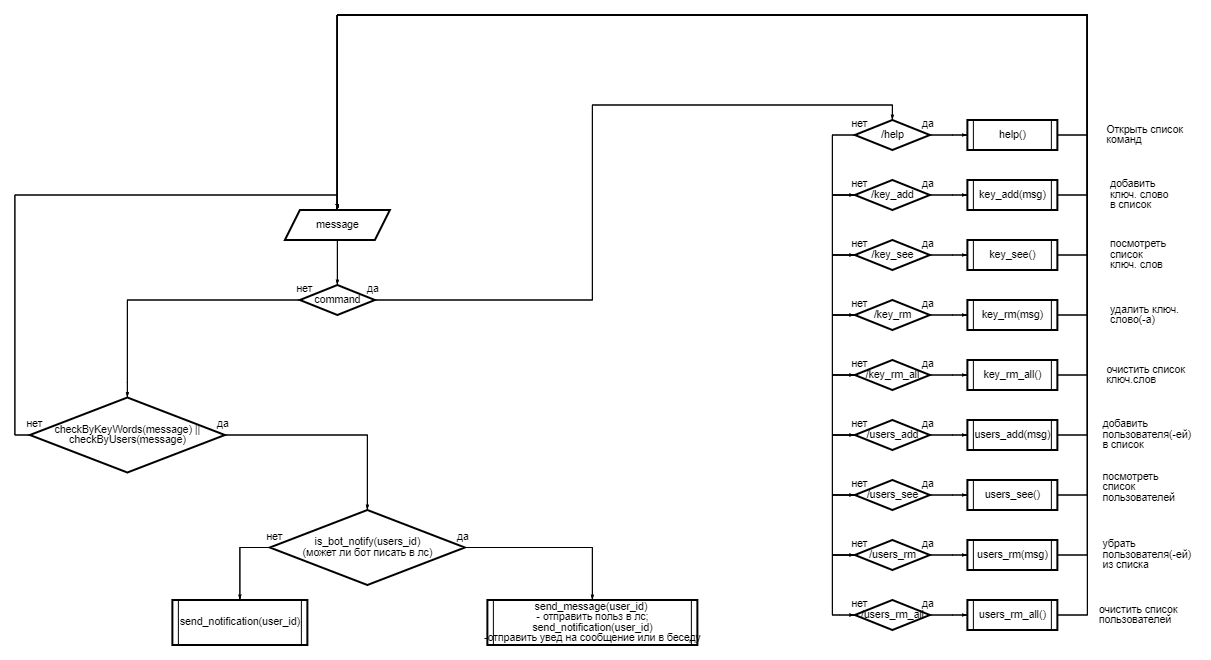 нет
/help
да
help()
Открыть список
команд
нет
/key_add
да
key_add(msg)
добавить
ключ. слово
в список
message
нет
/key_see
да
key_see()
посмотреть
список
ключ. слов
нет
command
да
нет
/key_rm
да
key_rm(msg)
удалить ключ.
слово(-а)
нет
/key_rm_all
да
key_rm_all()
очистить список
ключ.слов
нет
checkByKeyWords(message) ||
checkByUsers(message)
да
нет
/users_add
да
users_add(msg)
добавить
пользователя(-ей)
в список
нет
/users_see
да
users_see()
посмотреть
список
пользователей
нет
is_bot_notify(users_id)
(может ли бот писать в лс)
да
нет
/users_rm
да
users_rm(msg)
убрать
пользователя(-ей)
из списка
send_notification(user_id)
send_message(user_id)
- отправить польз в лс;
send_notification(user_id)
-отправить увед на сообщение или в беседу
нет
/users_rm_all
да
users_rm_all()
очистить список
пользователей